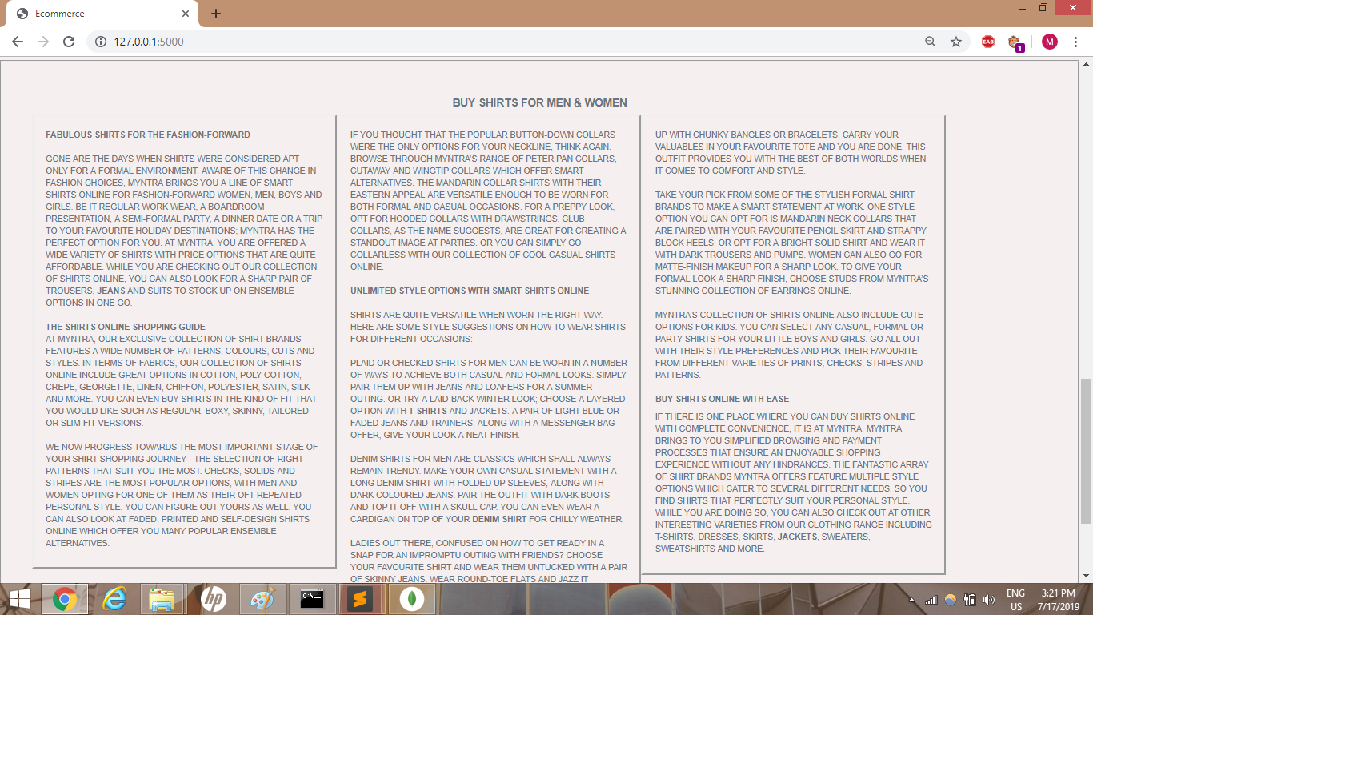 Ecommerce
127.0.0.1:5000
M
1
BUY SHIRTS FOR MEN & WOMEN
FABULOUS SHIRTS FOR THE FASHION-FORWARD
GONE ARE THE DAYS WHEN SHIRTS WERE CONSIDERED APT
ONLY FOR A FORMAL ENVIRONMENT. AWARE OF THIS CHANGE IN
FASHION CHOICES, MYNTRA BRINGS YOU A LINE OF SMART
SHIRTS ONLINE FOR FASHION-FORWARD WOMEN, MEN, BOYS AND
GIRLS. BE IT REGULAR WORK WEAR, A BOARDROOM
PRESENTATION, A SEMI-FORMAL PARTY, A DINNER DATE OR A TRIP
TO YOUR FAVOURITE HOLIDAY DESTINATIONS; MYNTRA HAS THE
PERFECT OPTION FOR YOU. AT MYNTRA, YOU ARE OFFERED A
WIDE VARIETY OF SHIRTS WITH PRICE OPTIONS THAT ARE QUITE
AFFORDABLE. WHILE YOU ARE CHECKING OUT OUR COLLECTION
OF SHIRTS ONLINE, YOU CAN ALSO LOOK FOR A SHARP PAIR OF
TROUSERS, JEANS AND SUITS TO STOCK UP ON ENSEMBLE
OPTIONS IN ONE GO.
THE SHIRTS ONLINE SHOPPING GUIDE
AT MYNTRA, OUR EXCLUSIVE COLLECTION OF SHIRT BRANDS
FEATURES A WIDE NUMBER OF PATTERNS, COLOURS, CUTS AND
STYLES. IN TERMS OF FABRICS, OUR COLLECTION OF SHIRTS
ONLINE INCLUDE GREAT OPTIONS IN COTTON, POLY COTTON,
CREPE, GEORGETTE, LINEN, CHIFFON, POLYESTER, SATIN, SILK
AND MORE. YOU CAN EVEN BUY SHIRTS IN THE KIND OF FIT THAT
YOU WOULD LIKE SUCH AS REGULAR, BOXY, SKINNY, TAILORED
OR SLIM FIT VERSIONS.
WE NOW PROGRESS TOWARDS THE MOST IMPORTANT STAGE OF
YOUR SHIRT SHOPPING JOURNEY - THE SELECTION OF RIGHT
PATTERNS THAT SUIT YOU THE MOST. CHECKS, SOLIDS AND
STRIPES ARE THE MOST POPULAR OPTIONS, WITH MEN AND
WOMEN OPTING FOR ONE OF THEM AS THEIR OFT REPEATED
PERSONAL STYLE. YOU CAN FIGURE OUT YOURS AS WELL. YOU
CAN ALSO LOOK AT FADED, PRINTED AND SELF-DESIGN SHIRTS
ONLINE WHICH OFFER YOU MANY POPULAR ENSEMBLE
ALTERNATIVES.
IF YOU THOUGHT THAT THE POPULAR BUTTON-DOWN COLLARS
WERE THE ONLY OPTIONS FOR YOUR NECKLINE, THINK AGAIN.
BROWSE THROUGH MYNTRA'S RANGE OF PETER PAN COLLARS,
CUTAWAY AND WINGTIP COLLARS WHICH OFFER SMART
ALTERNATIVES. THE MANDARIN COLLAR SHIRTS WITH THEIR
EASTERN APPEAL ARE VERSATILE ENOUGH TO BE WORN FOR
BOTH FORMAL AND CASUAL OCCASIONS. FOR A PREPPY LOOK,
OPT FOR HOODED COLLARS WITH DRAWSTRINGS. CLUB
COLLARS, AS THE NAME SUGGESTS, ARE GREAT FOR CREATING A
STANDOUT IMAGE AT PARTIES. OR YOU CAN SIMPLY GO
COLLARLESS WITH OUR COLLECTION OF COOL CASUAL SHIRTS
ONLINE.
UNLIMITED STYLE OPTIONS WITH SMART SHIRTS ONLINE
SHIRTS ARE QUITE VERSATILE WHEN WORN THE RIGHT WAY.
HERE ARE SOME STYLE SUGGESTIONS ON HOW TO WEAR SHIRTS
FOR DIFFERENT OCCASIONS:
PLAID OR CHECKED SHIRTS FOR MEN CAN BE WORN IN A NUMBER
OF WAYS TO ACHIEVE BOTH CASUAL AND FORMAL LOOKS. SIMPLY
PAIR THEM UP WITH JEANS AND LOAFERS FOR A SUMMER
OUTING. OR TRY A LAID-BACK WINTER LOOK; CHOOSE A LAYERED
OPTION WITH T SHIRTS AND JACKETS. A PAIR OF LIGHT BLUE OR
FADED JEANS AND TRAINERS, ALONG WITH A MESSENGER BAG
OFFER, GIVE YOUR LOOK A NEAT FINISH.
DENIM SHIRTS FOR MEN ARE CLASSICS WHICH SHALL ALWAYS
REMAIN TRENDY. MAKE YOUR OWN CASUAL STATEMENT WITH A
LONG DENIM SHIRT WITH FOLDED UP SLEEVES, ALONG WITH
DARK COLOURED JEANS. PAIR THE OUTFIT WITH DARK BOOTS
AND TOP IT OFF WITH A SKULL CAP. YOU CAN EVEN WEAR A
CARDIGAN ON TOP OF YOUR DENIM SHIRT FOR CHILLY WEATHER.
LADIES OUT THERE, CONFUSED ON HOW TO GET READY IN A
SNAP FOR AN IMPROMPTU OUTING WITH FRIENDS? CHOOSE
YOUR FAVOURITE SHIRT AND WEAR THEM UNTUCKED WITH A PAIR
OF SKINNY JEANS. WEAR ROUND-TOE FLATS AND JAZZ IT
UP WITH CHUNKY BANGLES OR BRACELETS. CARRY YOUR
VALUABLES IN YOUR FAVOURITE TOTE AND YOU ARE DONE. THIS
OUTFIT PROVIDES YOU WITH THE BEST OF BOTH WORLDS WHEN
IT COMES TO COMFORT AND STYLE.
TAKE YOUR PICK FROM SOME OF THE STYLISH FORMAL SHIRT
BRANDS TO MAKE A SMART STATEMENT AT WORK. ONE STYLE
OPTION YOU CAN OPT FOR IS MANDARIN NECK COLLARS THAT
ARE PAIRED WITH YOUR FAVOURITE PENCIL SKIRT AND STRAPPY
BLOCK HEELS. OR OPT FOR A BRIGHT SOLID SHIRT AND WEAR IT
WITH DARK TROUSERS AND PUMPS. WOMEN CAN ALSO GO FOR
MATTE-FINISH MAKEUP FOR A SHARP LOOK. TO GIVE YOUR
FORMAL LOOK A SHARP FINISH, CHOOSE STUDS FROM MYNTRA'S
STUNNING COLLECTION OF EARRINGS ONLINE.
MYNTRA'S COLLECTION OF SHIRTS ONLINE ALSO INCLUDE CUTE
OPTIONS FOR KIDS. YOU CAN SELECT ANY CASUAL, FORMAL OR
PARTY SHIRTS FOR YOUR LITTLE BOYS AND GIRLS. GO ALL OUT
WITH THEIR STYLE PREFERENCES AND PICK THEIR FAVOURITE
FROM DIFFERENT VARIETIES OF PRINTS, CHECKS, STRIPES AND
PATTERNS.
BUY SHIRTS ONLINE WITH EASE
IF THERE IS ONE PLACE WHERE YOU CAN BUY SHIRTS ONLINE
WITH COMPLETE CONVENIENCE, IT IS AT MYNTRA. MYNTRA
BRINGS TO YOU SIMPLIFIED BROWSING AND PAYMENT
PROCESSES THAT ENSURE AN ENJOYABLE SHOPPING
EXPERIENCE WITHOUT ANY HINDRANCES. THE FANTASTIC ARRAY
OF SHIRT BRANDS MYNTRA OFFERS FEATURE MULTIPLE STYLE
OPTIONS WHICH CATER TO SEVERAL DIFFERENT NEEDS. SO YOU
FIND SHIRTS THAT PERFECTLY SUIT YOUR PERSONAL STYLE.
WHILE YOU ARE DOING SO, YOU CAN ALSO CHECK OUT AT OTHER
INTERESTING VARIETIES FROM OUR CLOTHING RANGE INCLUDING
T-SHIRTS, DRESSES, SKIRTS, JACKETS, SWEATERS,
SWEATSHIRTS AND MORE.
hp
ENG
US
3:21 PM
7/17/2019